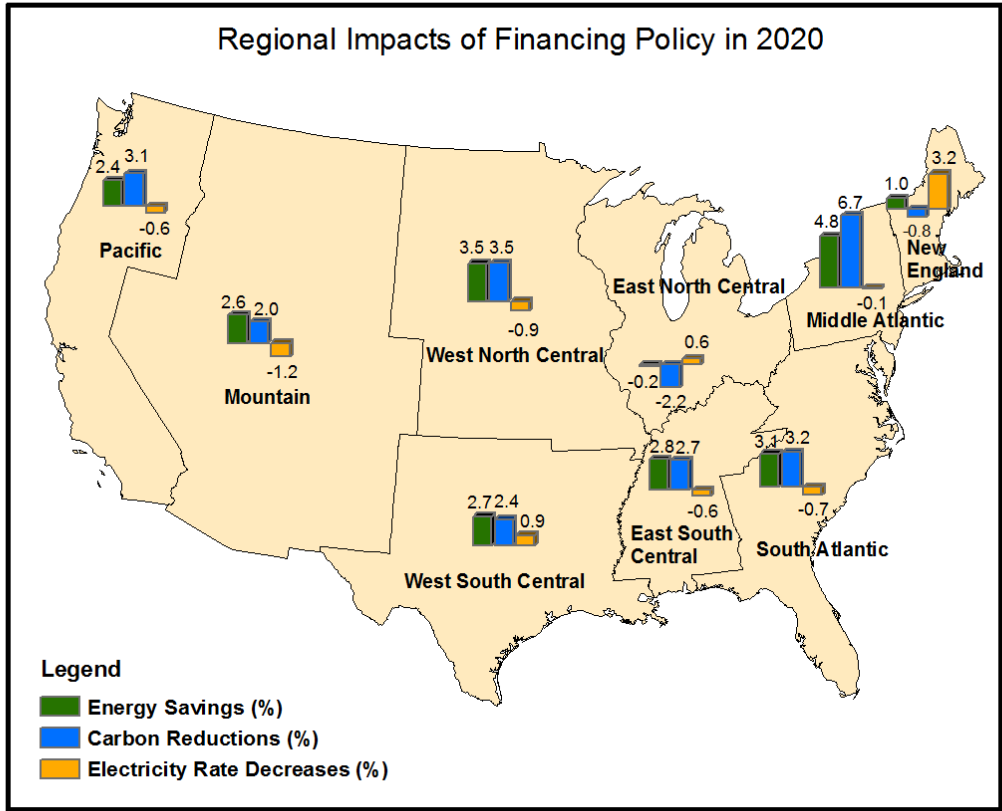 Regional Impacts of Financing Policy in 2020
2.4
3.1
-0.6
Pacific
2.6
2.0
-1.2
Mountain
3.5
3.5
-0.9
West North Central
East North Central
-0.2
-2.2
0.6
4.8
6.7
-0.1
Middle Atlantic
1.0
-0.8
3.2
New
England
2.7
2.4
0.9
West South Central
2.8
2.7
-0.6
East South
Central
3.1
3.2
-0.7
South Atlantic
Legend
Energy Savings (%)
Carbon Reductions (%)
Electricity Rate Decreases (%)